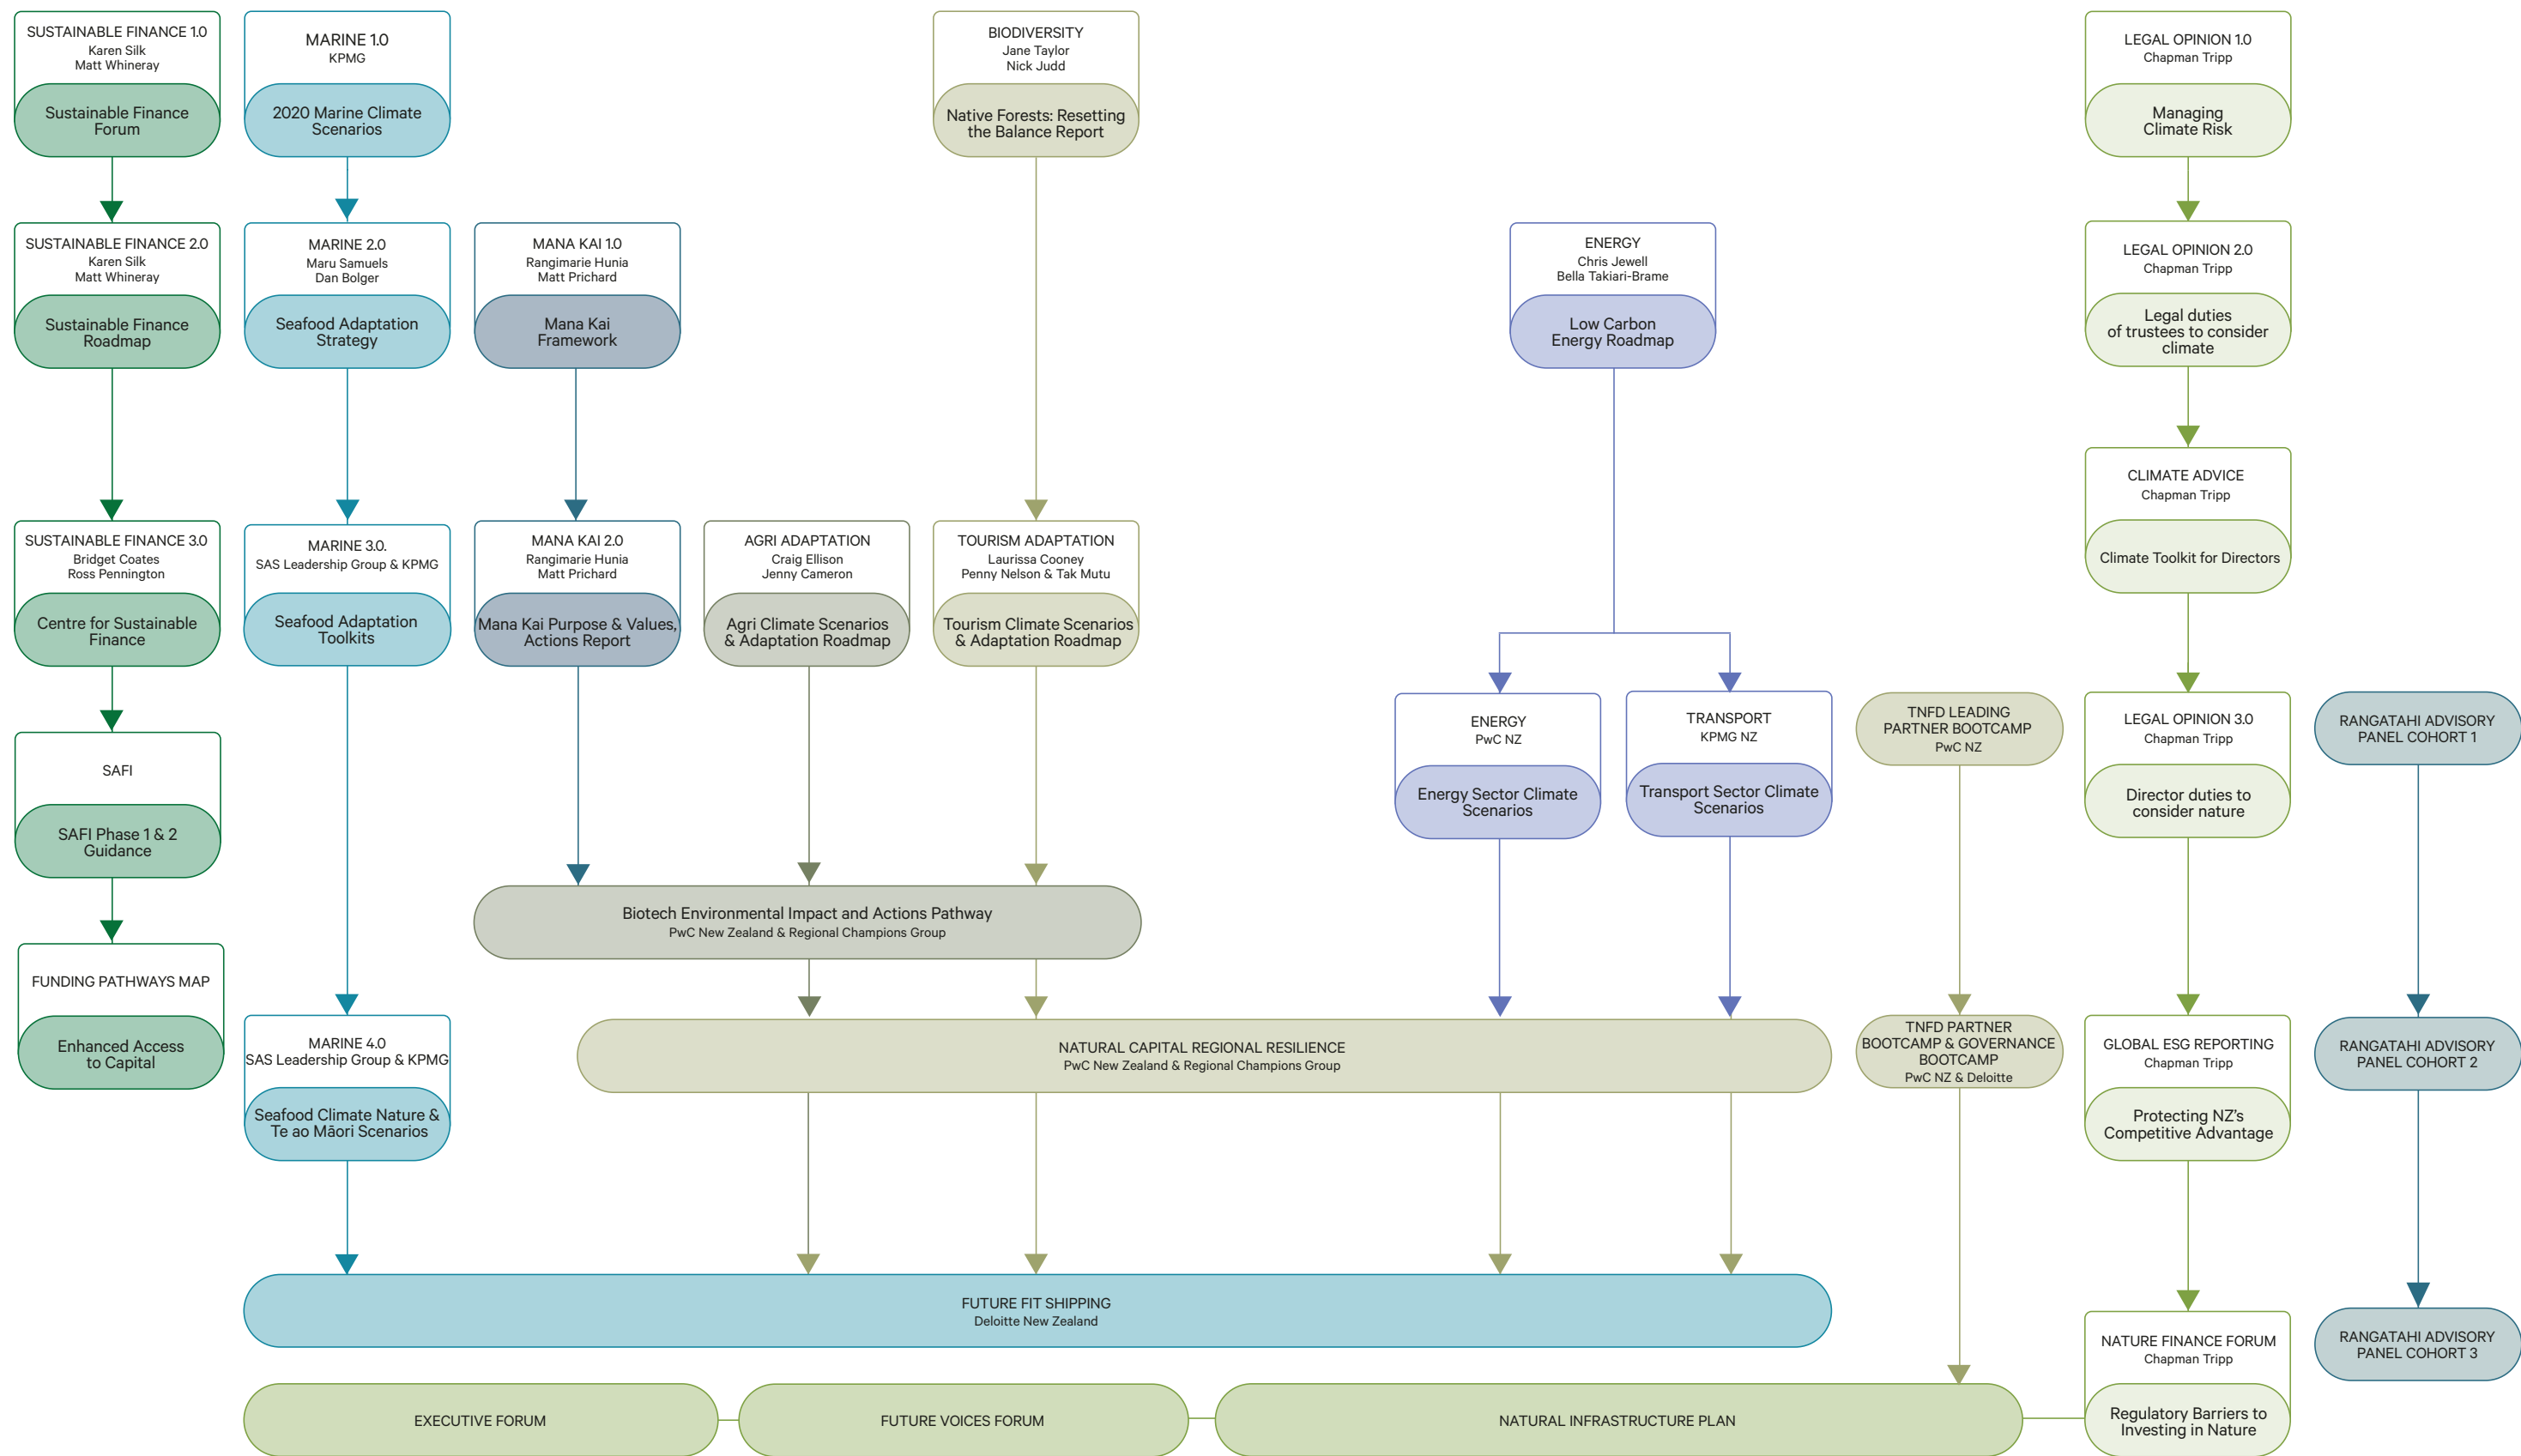 SUSTAINABLE FINANCE 1.0
Karen Silk
Matt Whineray
Sustainable Finance
Forum
MARINE 1.0
KPMG
2020 Marine Climate
Scenarios
BIODIVERSITY
Jane Taylor
Nick Judd
Native Forests: Resetting
the Balance Report
LEGAL OPINION 1.0
Chapman Tripp
Managing
Climate Risk
SUSTAINABLE FINANCE 2.0
Karen Silk
Matt Whineray
Sustainable Finance
Roadmap
MARINE 2.0
Maru Samuels
Dan Bolger
Seafood Adaptation
Strategy
MANA KAI 1.0
Rangimarie Hunia
Matt Prichard
Mana Kai
Framework
ENERGY
Chris Jewell
Bella Takiari-Brame
Low Carbon
Energy Roadmap
LEGAL OPINION 2.0
Chapman Tripp
Legal duties
of trustees to consider
climate
CLIMATE ADVICE
Chapman Tripp
Climate Toolkit for Directors
SUSTAINABLE FINANCE 3.0
Bridget Coates
Ross Pennington
Centre for Sustainable
Finance
MARINE 3.0.
SAS Leadership Group & KPMG
Seafood Adaptation
Toolkits
MANA KAI 2.0
Rangimarie Hunia
Matt Prichard
Mana Kai Purpose & Values,
Actions Report
AGRI ADAPTATION
Craig Ellison
Jenny Cameron
Agri Climate Scenarios
& Adaptation Roadmap
TOURISM ADAPTATION
Laurissa Cooney
Penny Nelson & Tak Mutu
Tourism Climate Scenarios
& Adaptation Roadmap
SAFI
SAFI Phase 1 & 2
Guidance
ENERGY
PwC NZ
Energy Sector Climate
Scenarios
TRANSPORT
KPMG NZ
Transport Sector Climate
Scenarios
TNFD LEADING
PARTNER BOOTCAMP
PwC NZ
LEGAL OPINION 3.0
Chapman Tripp
Director duties to
consider nature
RANGATAHI ADVISORY
PANEL COHORT 1
Biotech Environmental Impact and Actions Pathway
PwC New Zealand & Regional Champions Group
FUNDING PATHWAYS MAP
Enhanced Access
to Capital
MARINE 4.0
SAS Leadership Group & KPMG
Seafood Climate Nature &
Te ao Māori Scenarios
NATURAL CAPITAL REGIONAL RESILIENCE
PwC New Zealand & Regional Champions Group
TNFD PARTNER
BOOTCAMP & GOVERNANCE
BOOTCAMP
PwC NZ & Deloitte
GLOBAL ESG REPORTING
Chapman Tripp
Protecting NZ's
Competitive Advantage
RANGATAHI ADVISORY
PANEL COHORT 2
FUTURE FIT SHIPPING
Deloitte New Zealand
NATURE FINANCE FORUM
Chapman Tripp
Regulatory Barriers to
Investing in Nature
RANGATAHI ADVISORY
PANEL COHORT 3
EXECUTIVE FORUM
FUTURE VOICES FORUM
NATURAL INFRASTRUCTURE PLAN